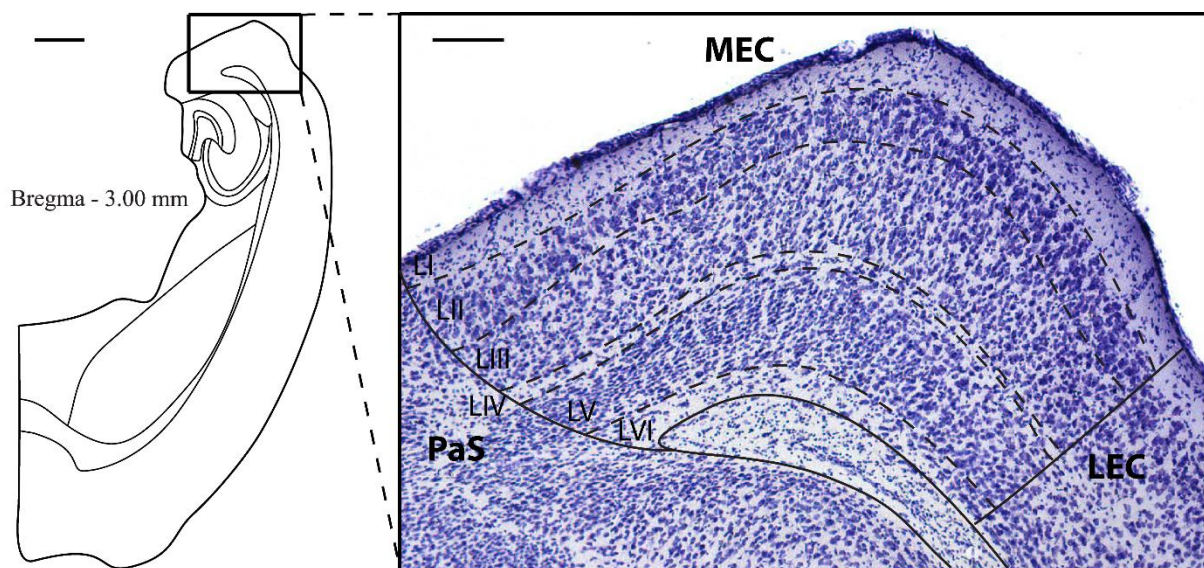 MEC
Bregma - 3.00 mm
LI
LII
LIII
LIV
LV
LVI
PaS
LEC